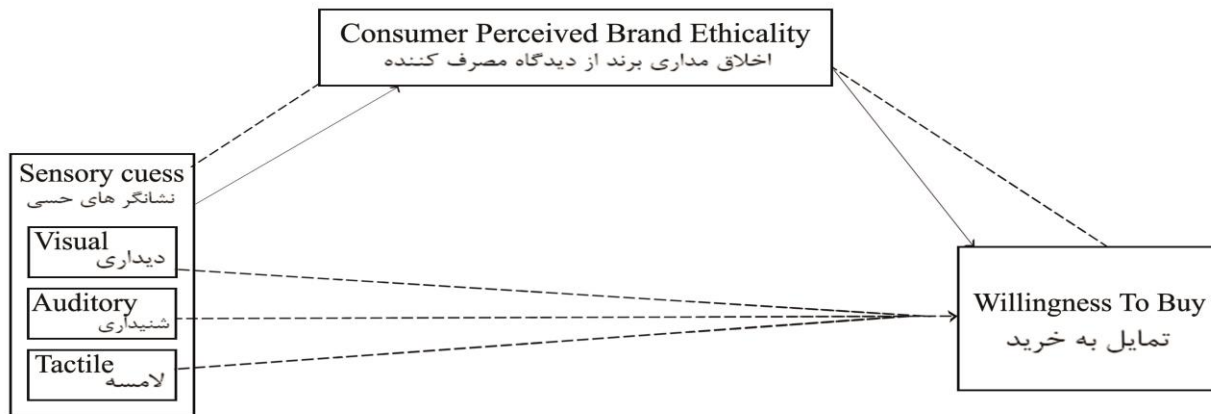 Consumer Perceived Brand Ethicality
اخلاق مداری برند از دیدگاه مصرف کننده
Sensory cuess
نشانگر های حسی
Visual
دیداری
Auditory
شنیداری
Tactile
لامسه
Willingness To Buy
تمایل به خرید